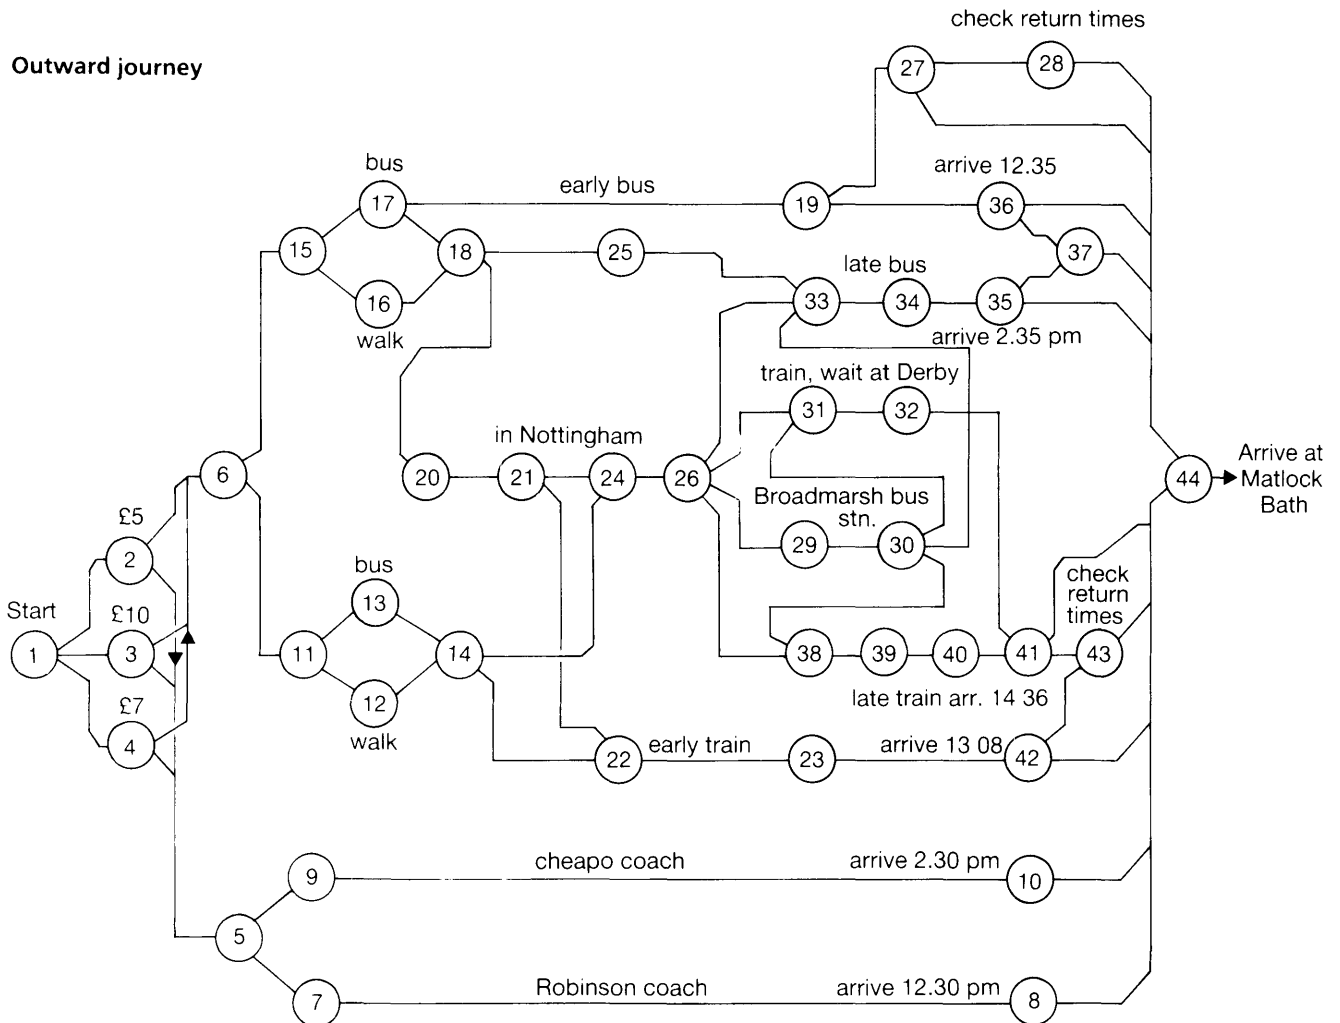 check return times
Outward journey
27
28
bus
early bus
arrive 12.35
17
19
36
15
18
25
late bus
37
16
33
34
35
walk
arrive 2.35 pm
train, wait at Derby
31
32
in Nottingham
6
20
21
24
26
44
Arrive at
Matlock
Bath
£5
Broadmarsh bus
stn.
2
29
30
bus
check
return
times
Start
£10
13
1
3
11
14
38
39
40
41
43
£7
12
late train arr. 14 36
4
walk
early train
arrive 13 08
22
23
42
9
cheapo coach
arrive 2.30 pm
10
5
7
Robinson coach
arrive 12.30 pm
8